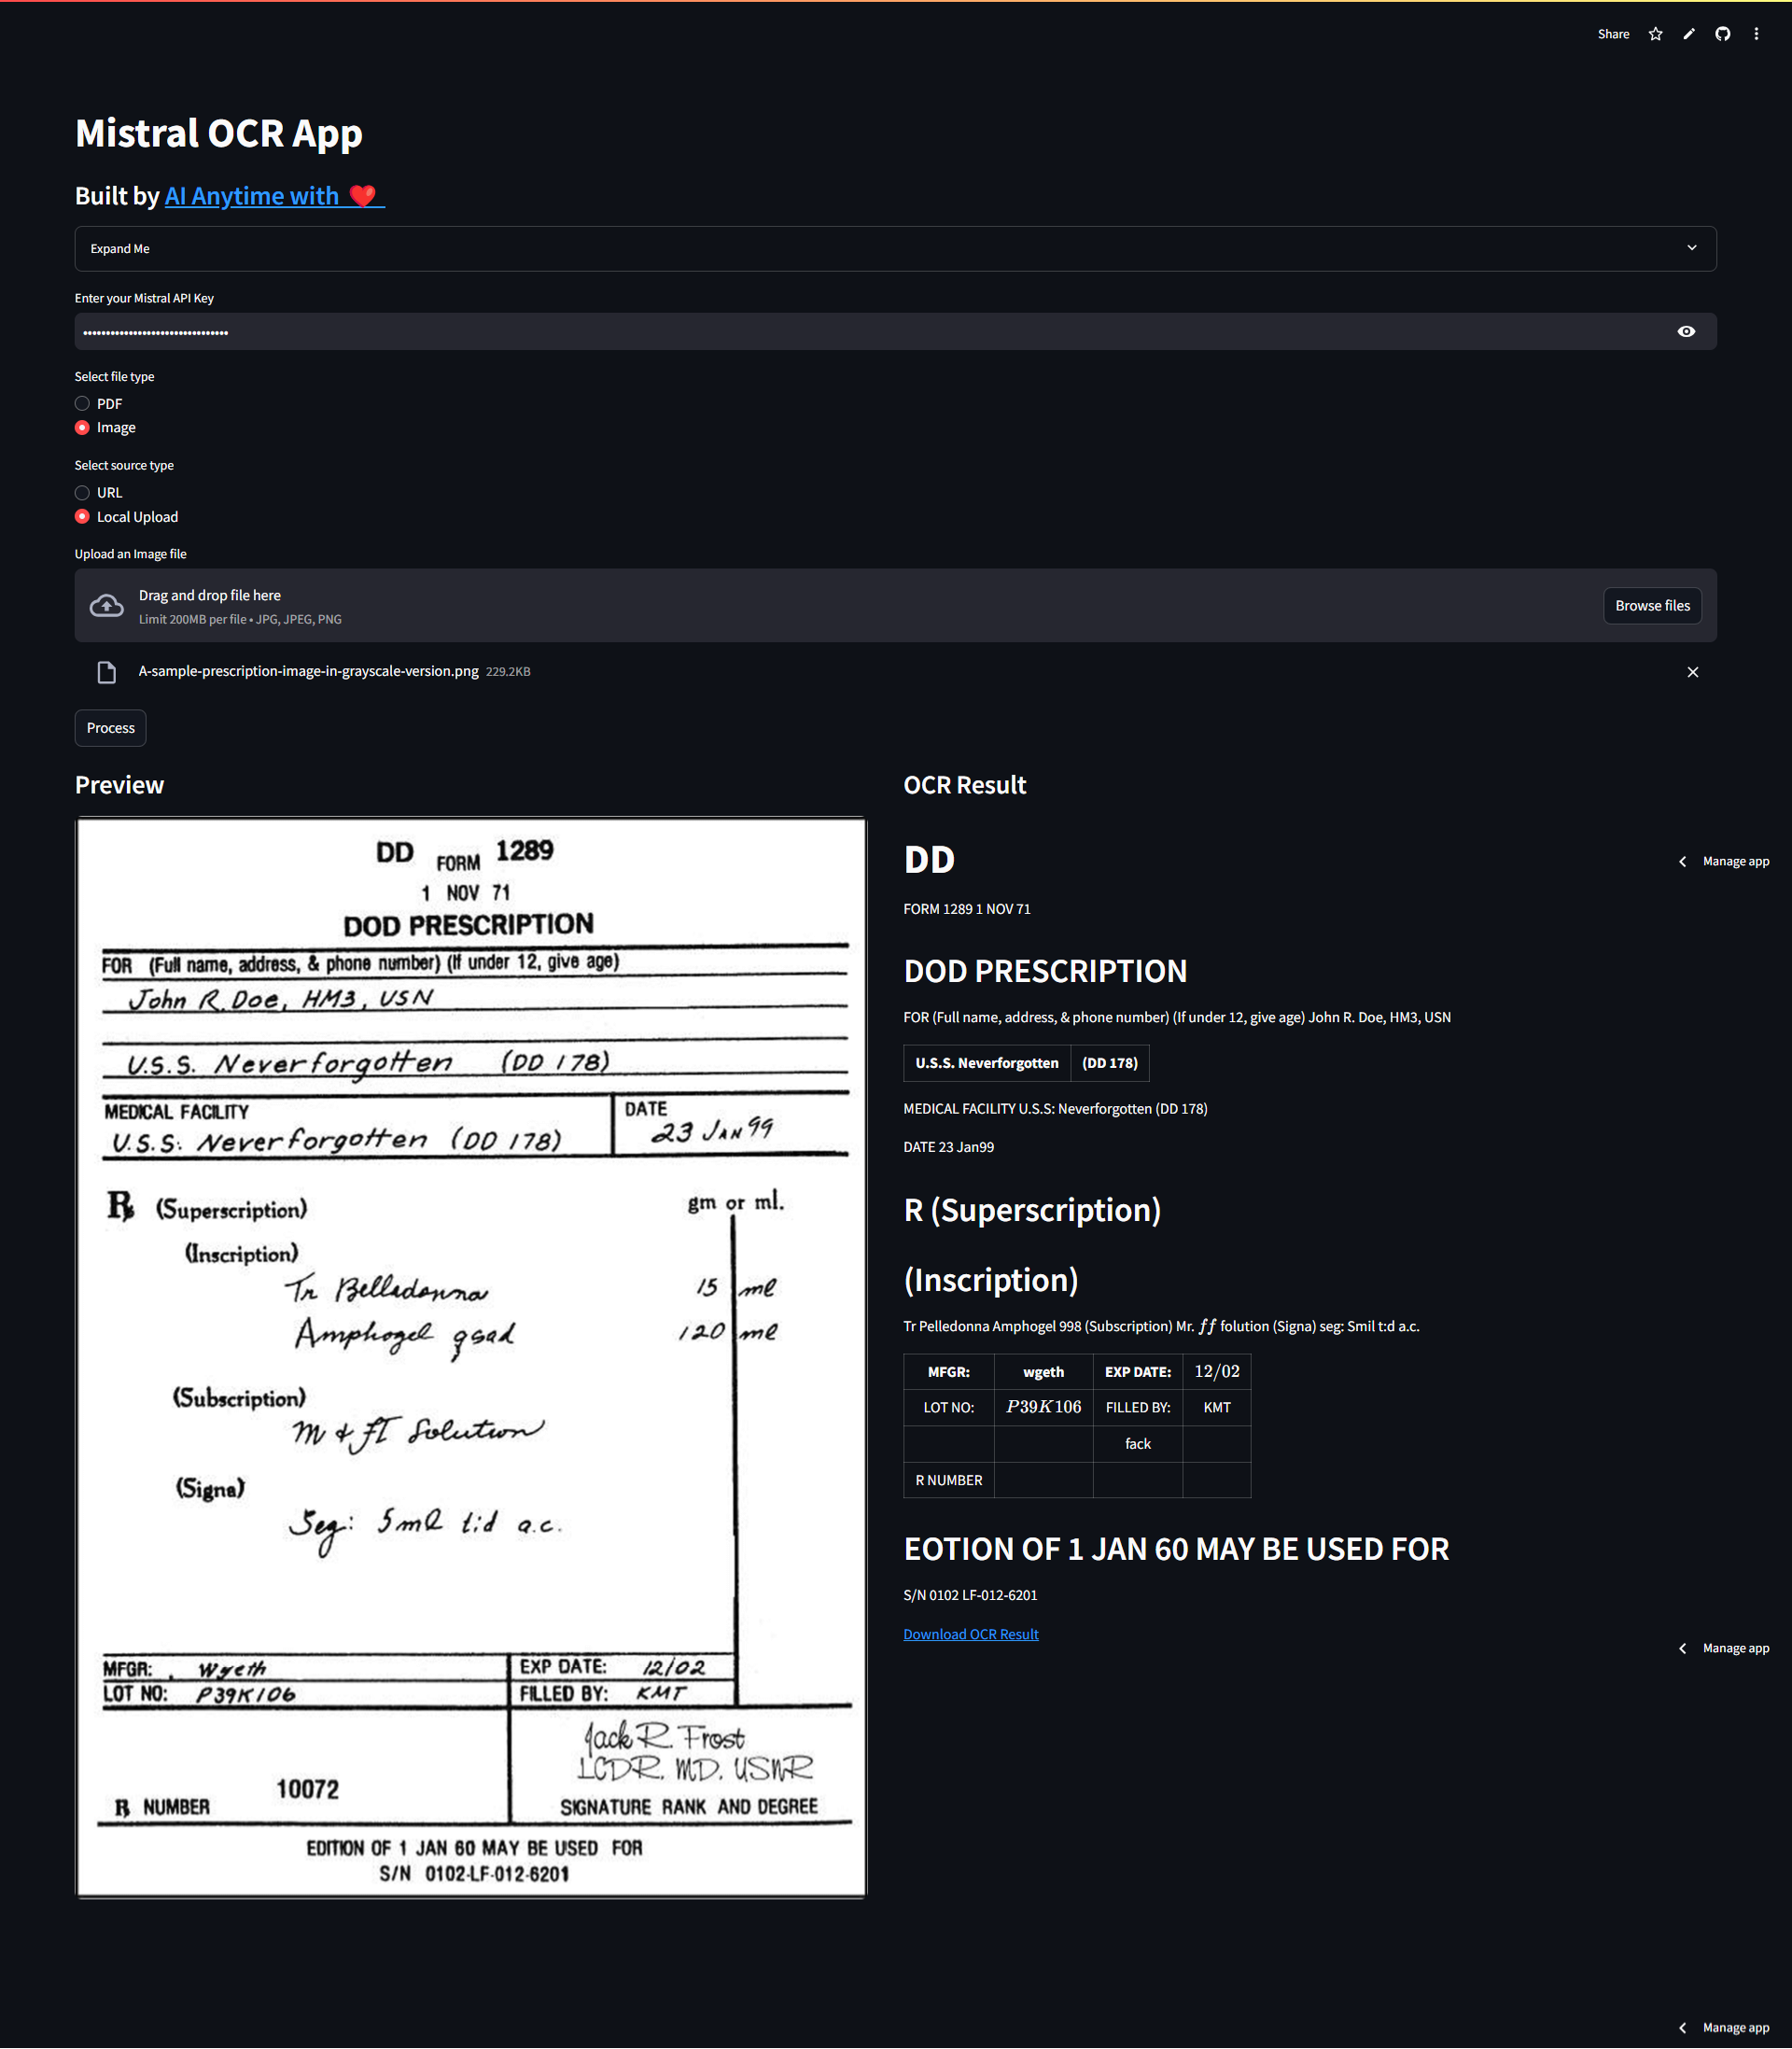 Share
Mistral OCR App
Built by AI Anytime with ❤️
Expand Me
Enter your Mistral API Key
••••••••••••••••••••••••••••••••
Select file type
PDF
Image
Select source type
URL
Local Upload
Upload an Image file
Drag and drop file here
Limit 200MB per file • JPG, JPEG, PNG
Browse files
A-sample-prescription-image-in-grayscale-version.png 229.2KB
Process
Preview
DD FORM 1289
1 NOV 71
DOD PRESCRIPTION
FOR (Full name, address, & phone number) (If under 12, give age)
John R. Doe, HM3, USN
U.S.S. Neverforgotten (DD 178)
MEDICAL FACILITY
U.S.S: Neverforgotten (DD 178)
DATE
23 JAN 99
℞ (Superscription)
gm or ml.
(Inscription)
Tr Belladonna 15 ml
Amphogel qsad 120 ml
(Subscription)
M & FT Solution
(Signa)
Sig: 5ml tid a.c.
MFGR: Wyeth
EXP DATE: 12/02
LOT NO: P39K106
FILLED BY: KMT
Jack R. Frost
LCDR, MD, USNR
10072
℞ NUMBER
SIGNATURE RANK AND DEGREE
EDITION OF 1 JAN 60 MAY BE USED FOR
S/N 0102-LF-012-6201
OCR Result
DD
Manage app
FORM 1289 1 NOV 71
DOD PRESCRIPTION
FOR (Full name, address, & phone number) (If under 12, give age) John R. Doe, HM3, USN
U.S.S. Neverforgotten (DD 178)
MEDICAL FACILITY U.S.S: Neverforgotten (DD 178)
DATE 23 Jan99
R (Superscription)
(Inscription)
Tr Pelledonna Amphogel 998 (Subscription) Mr. ff folution (Signa) seg: Smil t:d a.c.
MFGR: wgeth EXP DATE: 12/02
LOT NO: P39K106 FILLED BY: KMT
fack
R NUMBER
EOTION OF 1 JAN 60 MAY BE USED FOR
S/N 0102 LF-012-6201
Download OCR Result
Manage app
Manage app